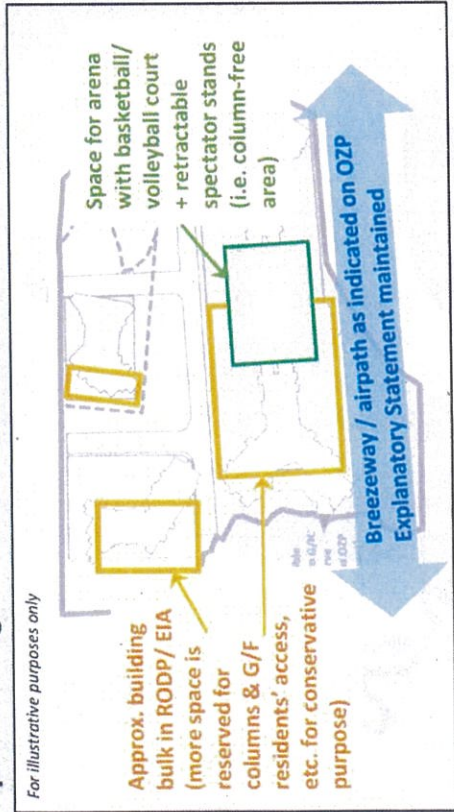 For illustrative purposes only
Approx. building
bulk in RODP/ EIA
(more space is
reserved for
columns & G/F
residents' access,
etc. for conservative
purpose)
Space for arena
with basketball/
volleyball court
+ retractable
spectator stands
(i.e. column-free
area)
Breezeway / airpath as indicated on OZP
Explanatory Statement maintained